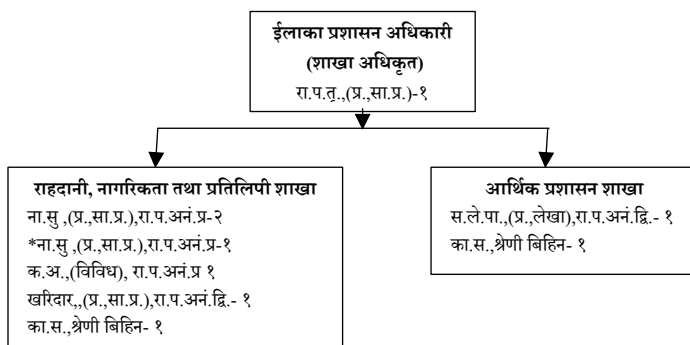 ईलाका प्रशासन अधिकारी
(शाखा अधिकृत)
रा.प.तृ.,(प्र.,सा.प्र.)-१
राहदानी, नागरिकता तथा प्रतिलिपी शाखा
ना.सु ,(प्र.,सा.प्र.),रा.प.अनं.प्र-२
*ना.सु ,(प्र.,सा.प्र.),रा.प.अनं.प्र-१
क.अ.,(विविध), रा.प.अनं.प्र १
खरिदार,,(प्र.,सा.प्र.),रा.प.अनं.द्वि.- १
का.स.,श्रेणी बिहिन- १
आर्थिक प्रशासन शाखा
स.ले.पा.,(प्र.,लेखा),रा.प.अनं.द्वि.- १
का.स.,श्रेणी बिहिन- १